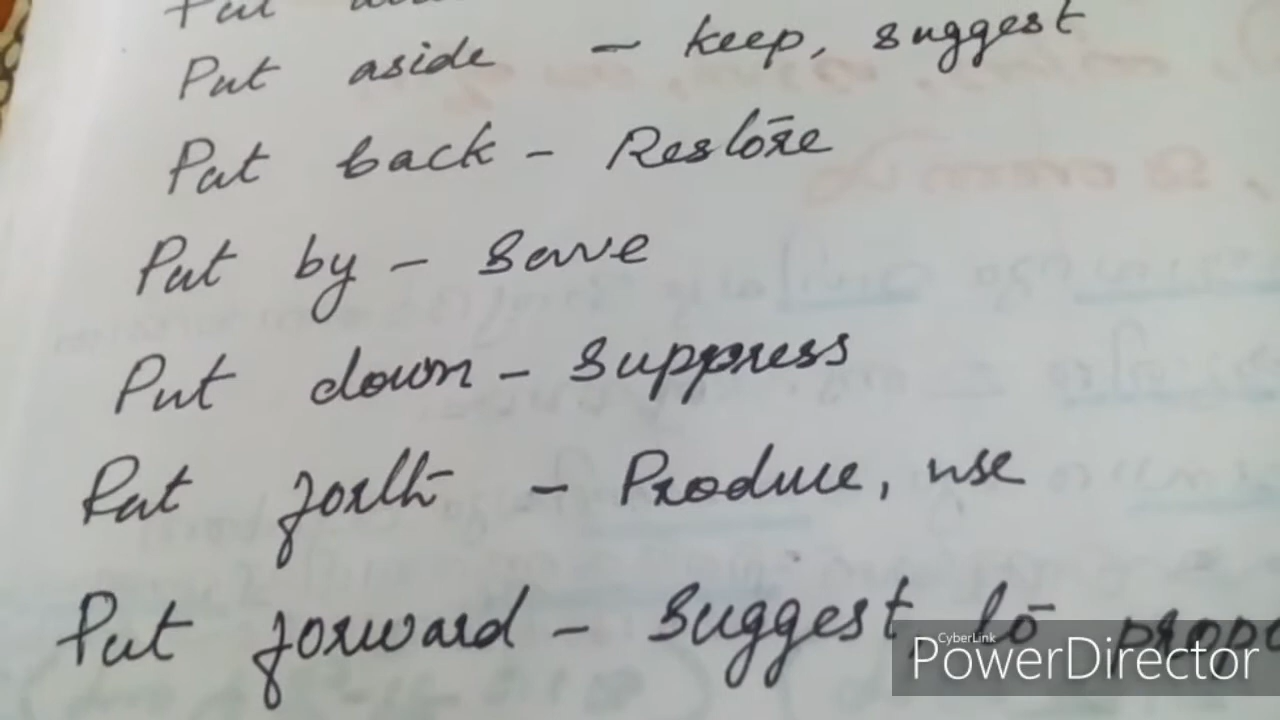 Put
Put aside - keep, suggest
Put back - Restore
Put by - save
Put down - suppress
Put forth - Produce, use
Put forward - suggest, to
CyberLink
PowerDirector